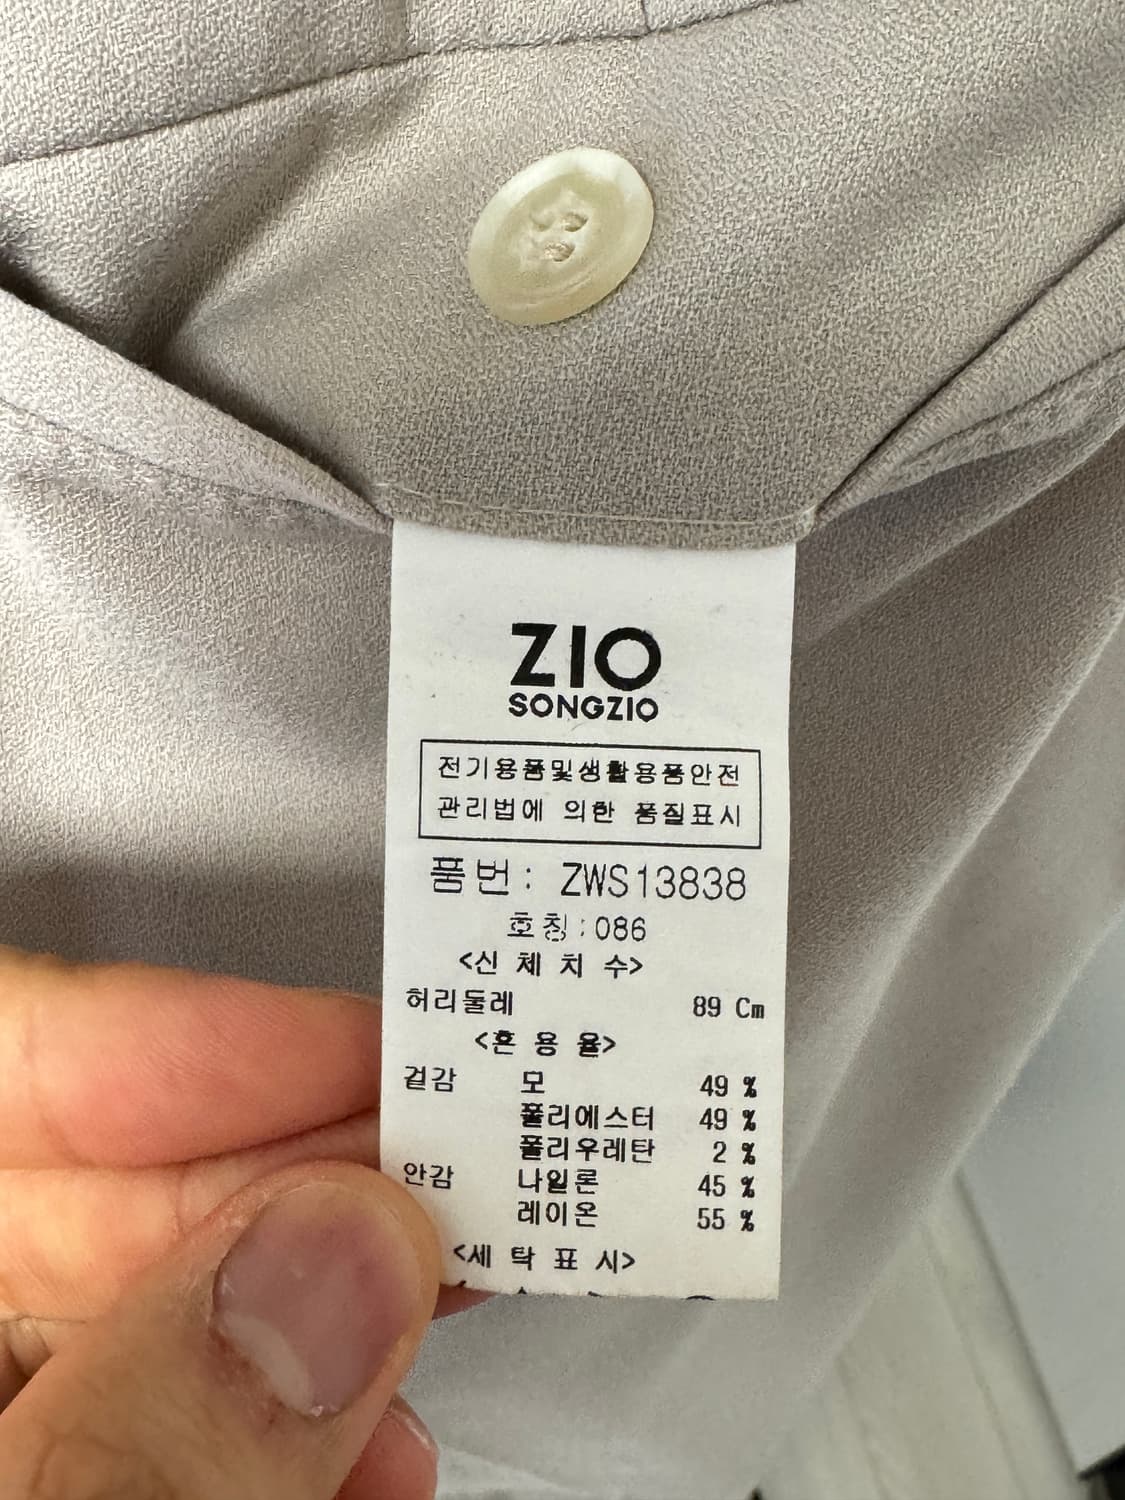 ZIO
SONGZIO
전기용품및생활용품안전
관리법에 의한 품질표시
품번: ZWS13838
호칭:086
<신 체 치 수>
허리둘레 89 Cm
<혼 용 율>
겉감 모 49 %
폴리에스터 49 %
폴리우레탄 2 %
안감 나일론 45 %
레이온 55 %
<세 탁 표 시>